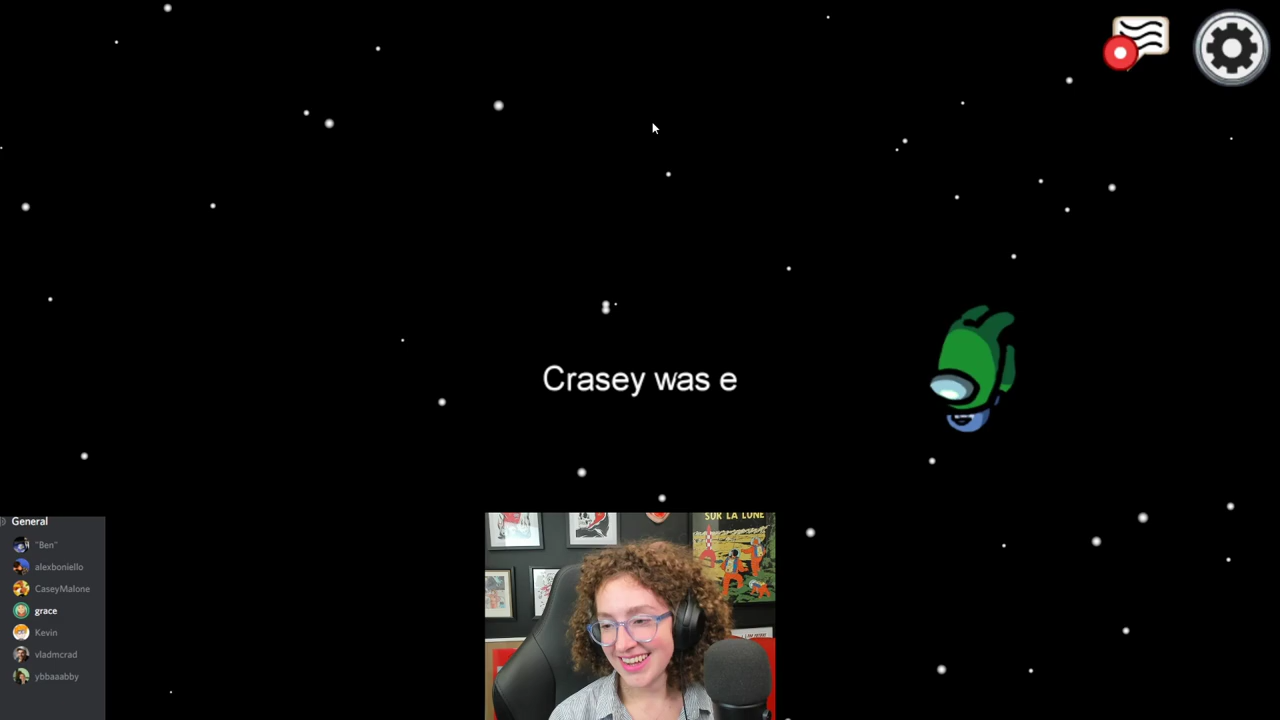 Crasey was e
SUR LA LUNE
General
"Ben"
alexboniello
CaseyMalone
grace
Kevin
vladmcrad
ybbaaabby